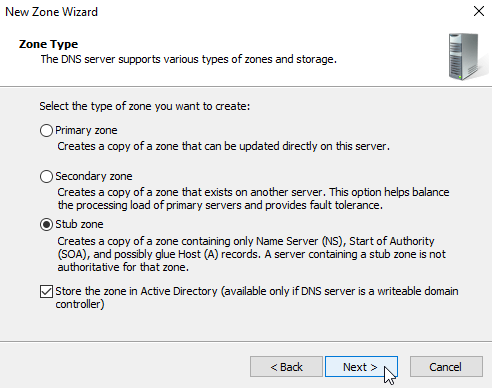 New Zone Wizard
Zone Type
The DNS server supports various types of zones and storage.
Select the type of zone you want to create:
Primary zone
Creates a copy of a zone that can be updated directly on this server.
Secondary zone
Creates a copy of a zone that exists on another server. This option helps balance
the processing load of primary servers and provides fault tolerance.
Stub zone
Creates a copy of a zone containing only Name Server (NS), Start of Authority
(SOA), and possibly glue Host (A) records. A server containing a stub zone is not
authoritative for that zone.
Store the zone in Active Directory (available only if DNS server is a writeable domain
controller)
< Back Next > Cancel